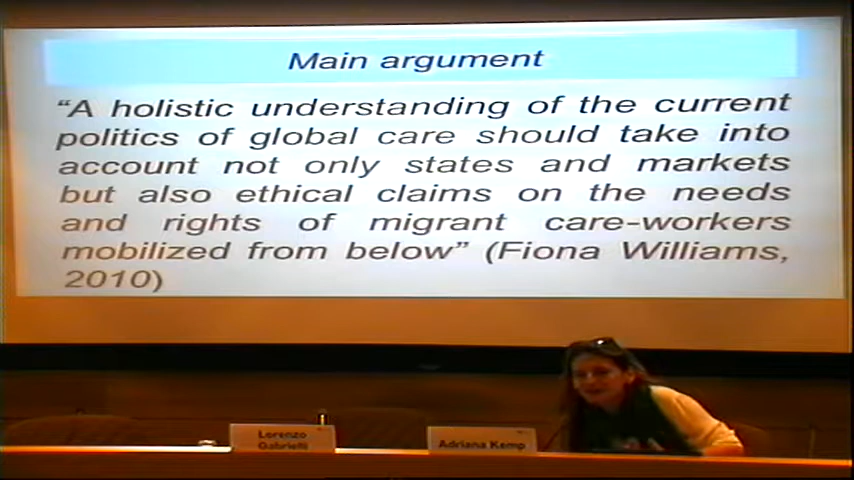 Main argument
“A holistic understanding of the current
politics of global care should take into
account not only states and markets
but also ethical claims on the needs
and rights of migrant care-workers
mobilized from below” (Fiona Williams,
2010)
Lorenzo
Gabrielli
Adriana Kemp